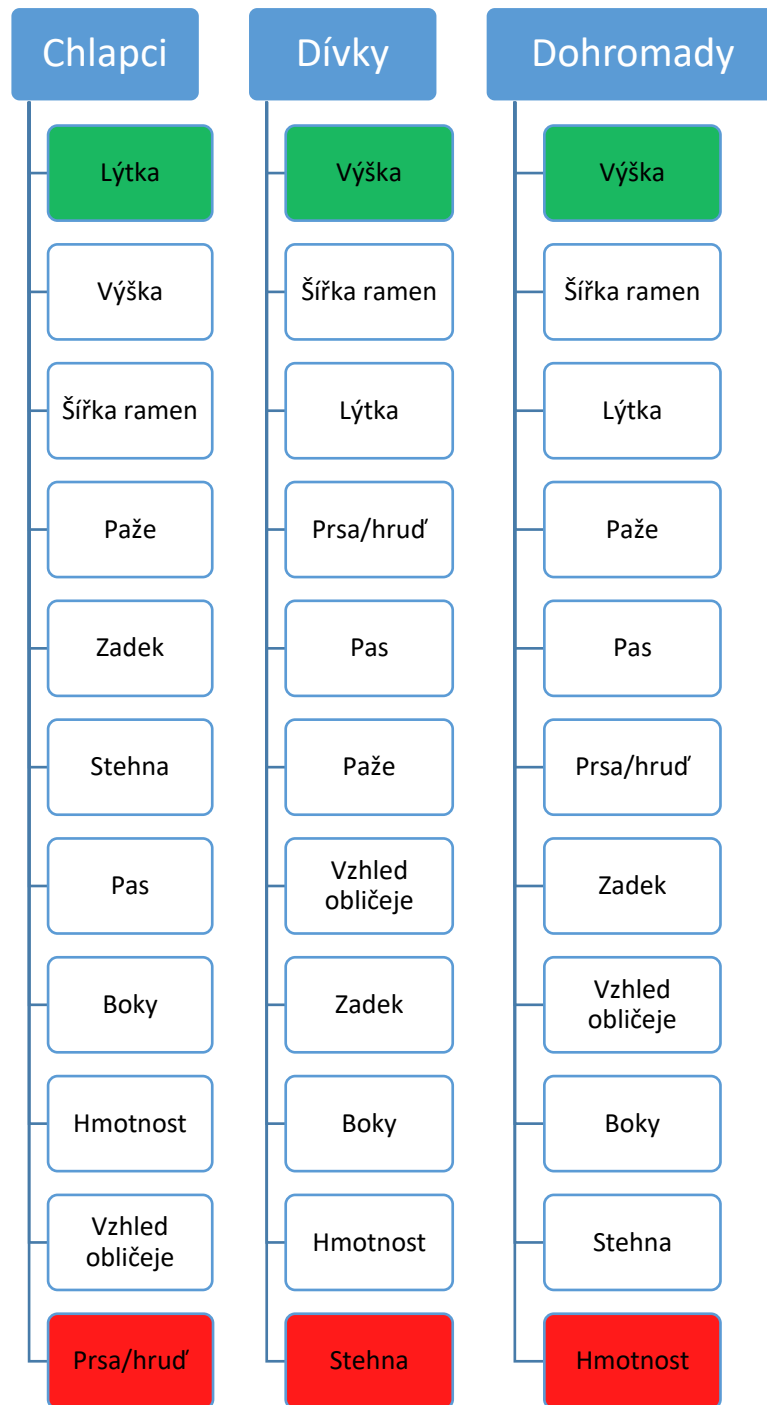 Chlapci
Lýtka
Výška
Šířka ramen
Paže
Zadek
Stehna
Pas
Boky
Hmotnost
Vzhled
obličeje
Prsa/hruď
Dívky
Výška
Šířka ramen
Lýtka
Prsa/hruď
Pas
Paže
Vzhled
obličeje
Zadek
Boky
Hmotnost
Stehna
Dohromady
Výška
Šířka ramen
Lýtka
Paže
Pas
Prsa/hruď
Zadek
Vzhled
obličeje
Boky
Stehna
Hmotnost